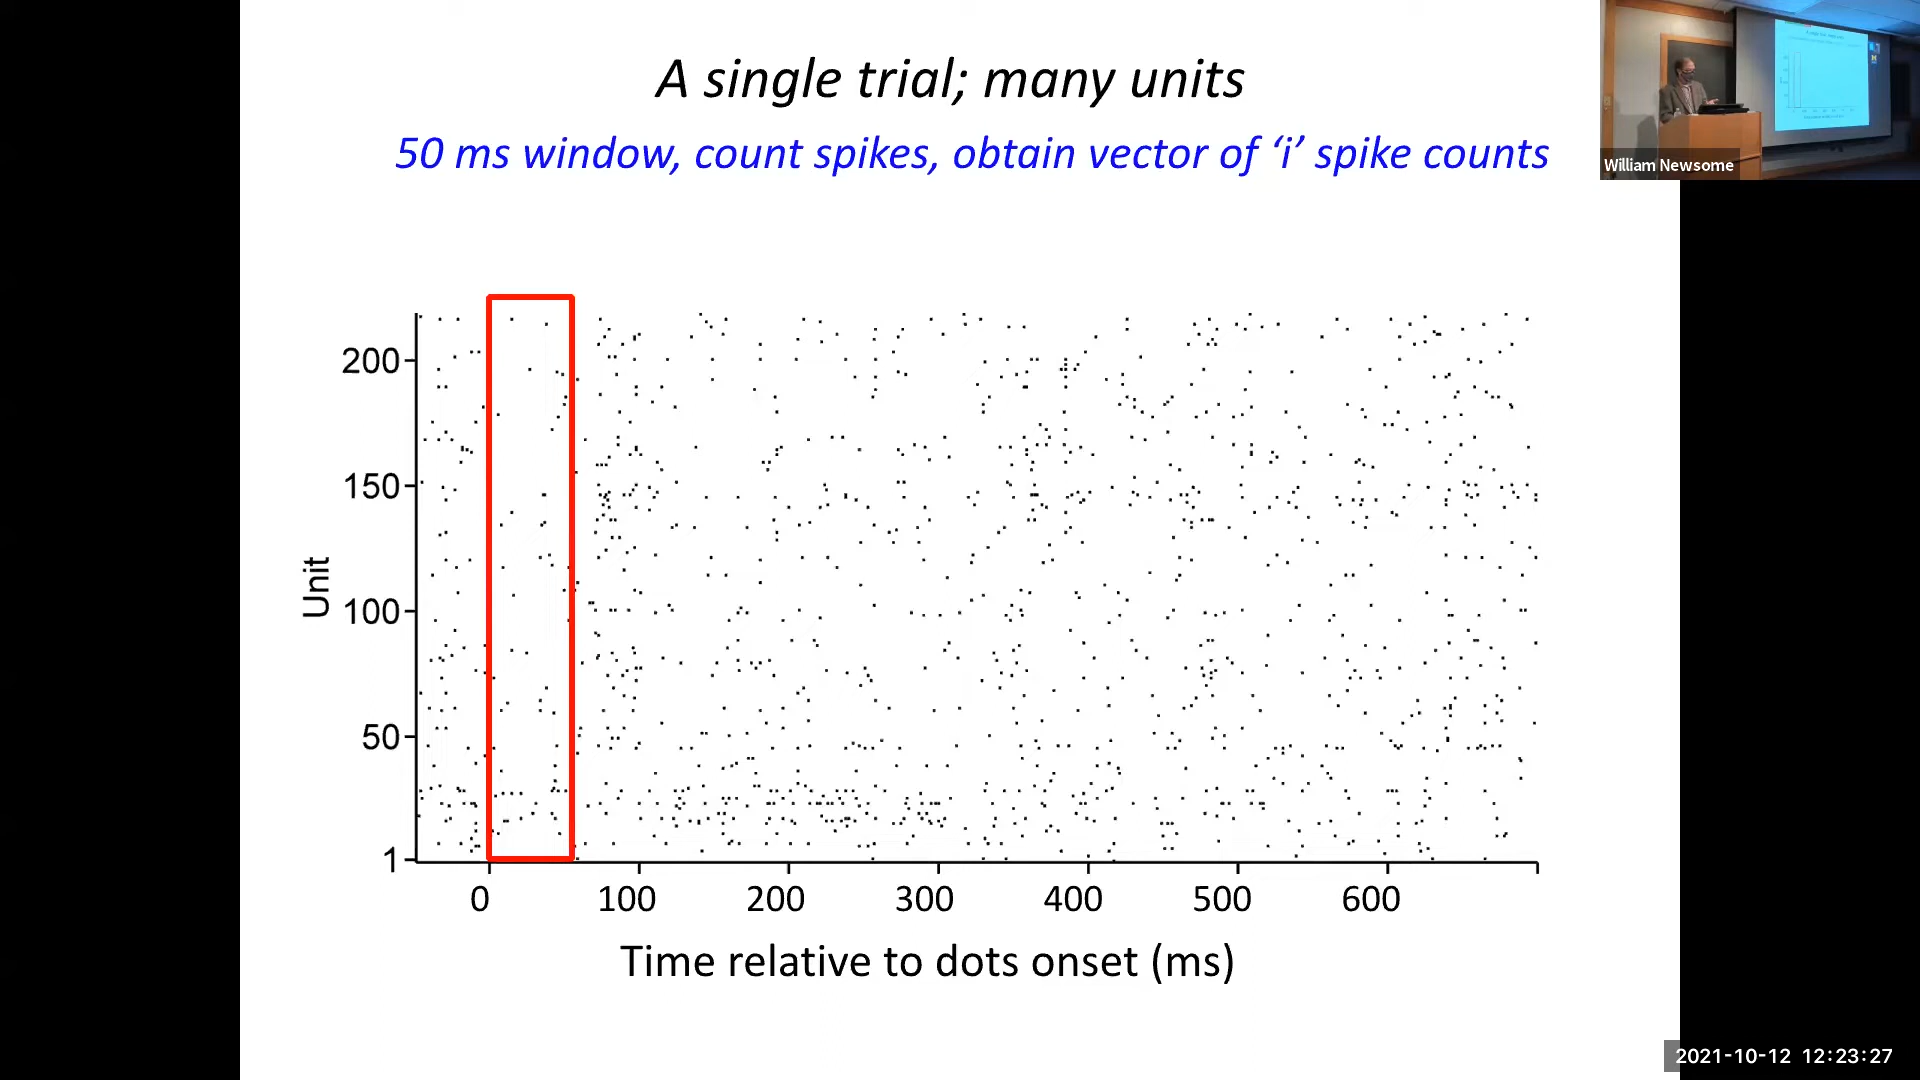 A single trial; many units
50 ms window, count spikes, obtain vector of ‘i’ spike counts
William Newsome
200
150
100
50
1
Unit
0 100 200 300 400 500 600
Time relative to dots onset (ms)
2021-10-12 12:23:27